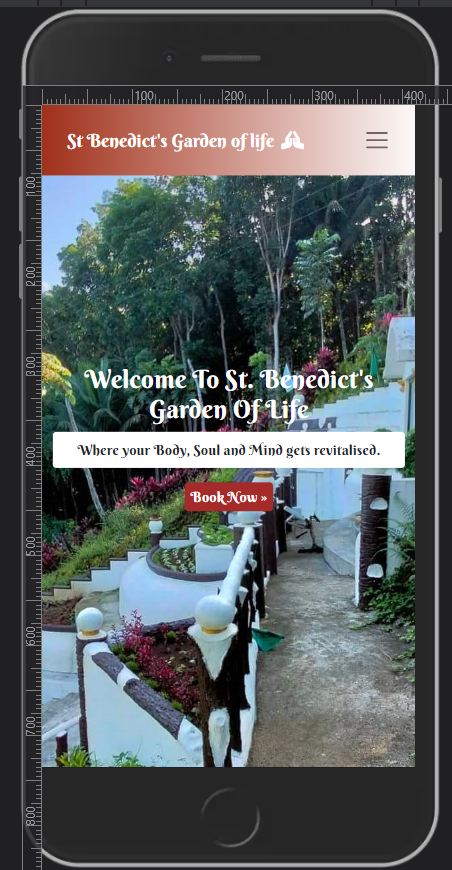 100
200
300
400
St Benedict's Garden of life
100
200
300
Welcome To St. Benedict's
Garden Of Life
400
Where your Body, Soul and Mind gets revitalised.
Book Now »
500
600
700
800